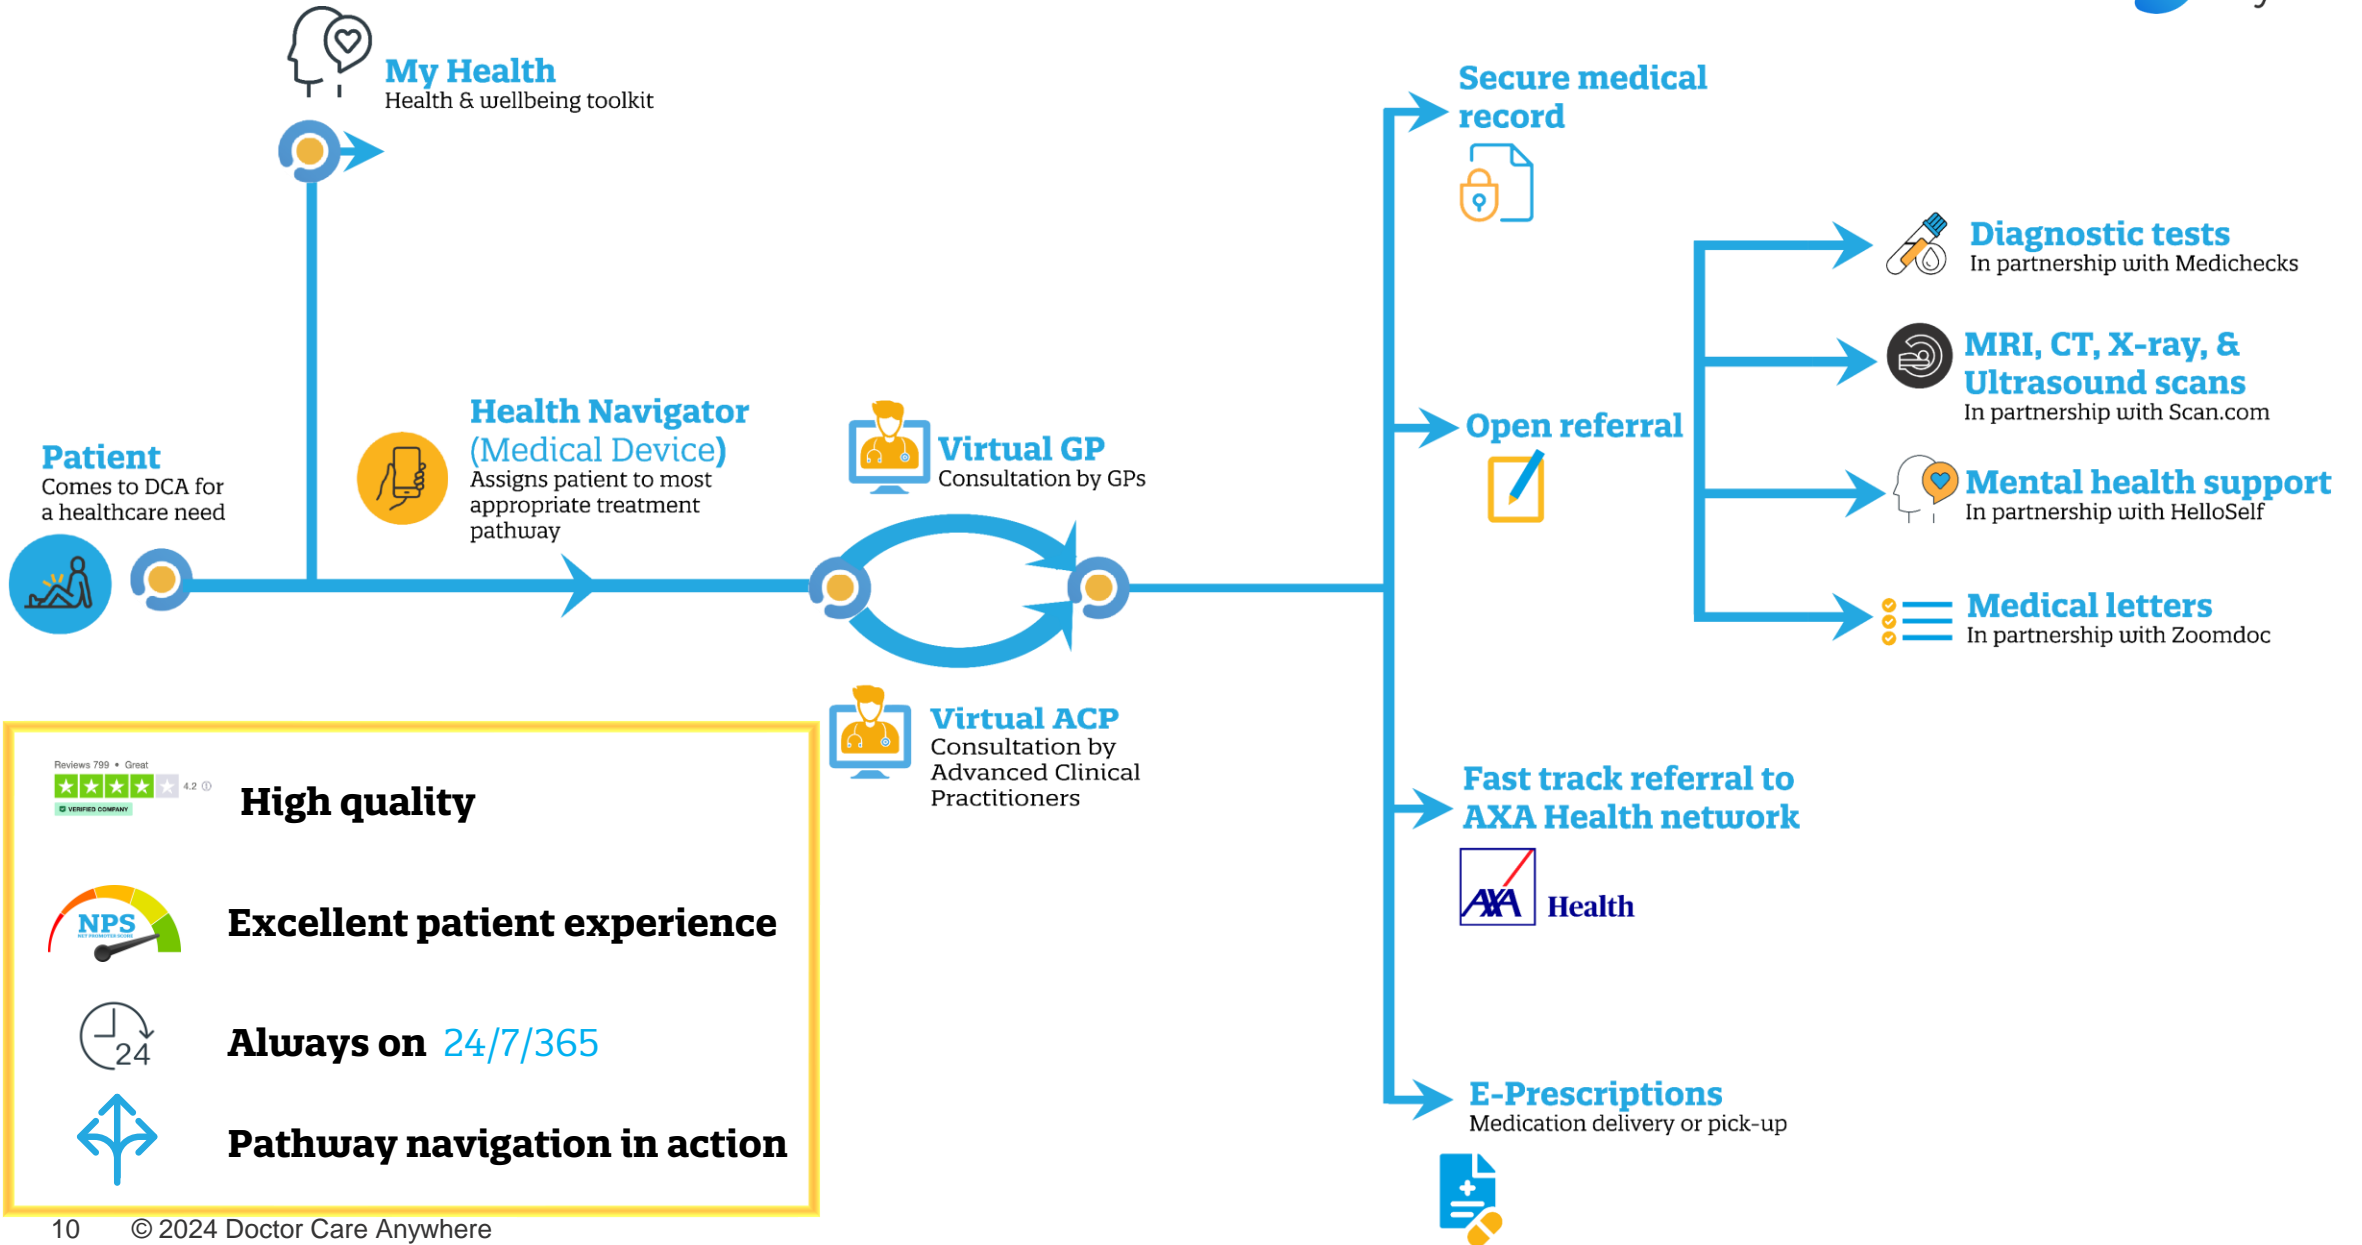 My Health
Health & wellbeing toolkit
Patient
Comes to DCA for
a healthcare need
Health Navigator
(Medical Device)
Assigns patient to most
appropriate treatment
pathway
Virtual GP
Consultation by GPs
Virtual ACP
Consultation by
Advanced Clinical
Practitioners
Secure medical
record
Open referral
Fast track referral to
AXA Health network
AXA Health
E-Prescriptions
Medication delivery or pick-up
Diagnostic tests
In partnership with Medichecks
MRI, CT, X-ray, &
Ultrasound scans
In partnership with Scan.com
Mental health support
In partnership with HelloSelf
Medical letters
In partnership with Zoomdoc
Reviews 799 • Great
4.2
VERIFIED COMPANY
High quality
NPS
NET PROMOTER SCORE
Excellent patient experience
24
Always on 24/7/365
Pathway navigation in action
10 © 2024 Doctor Care Anywhere